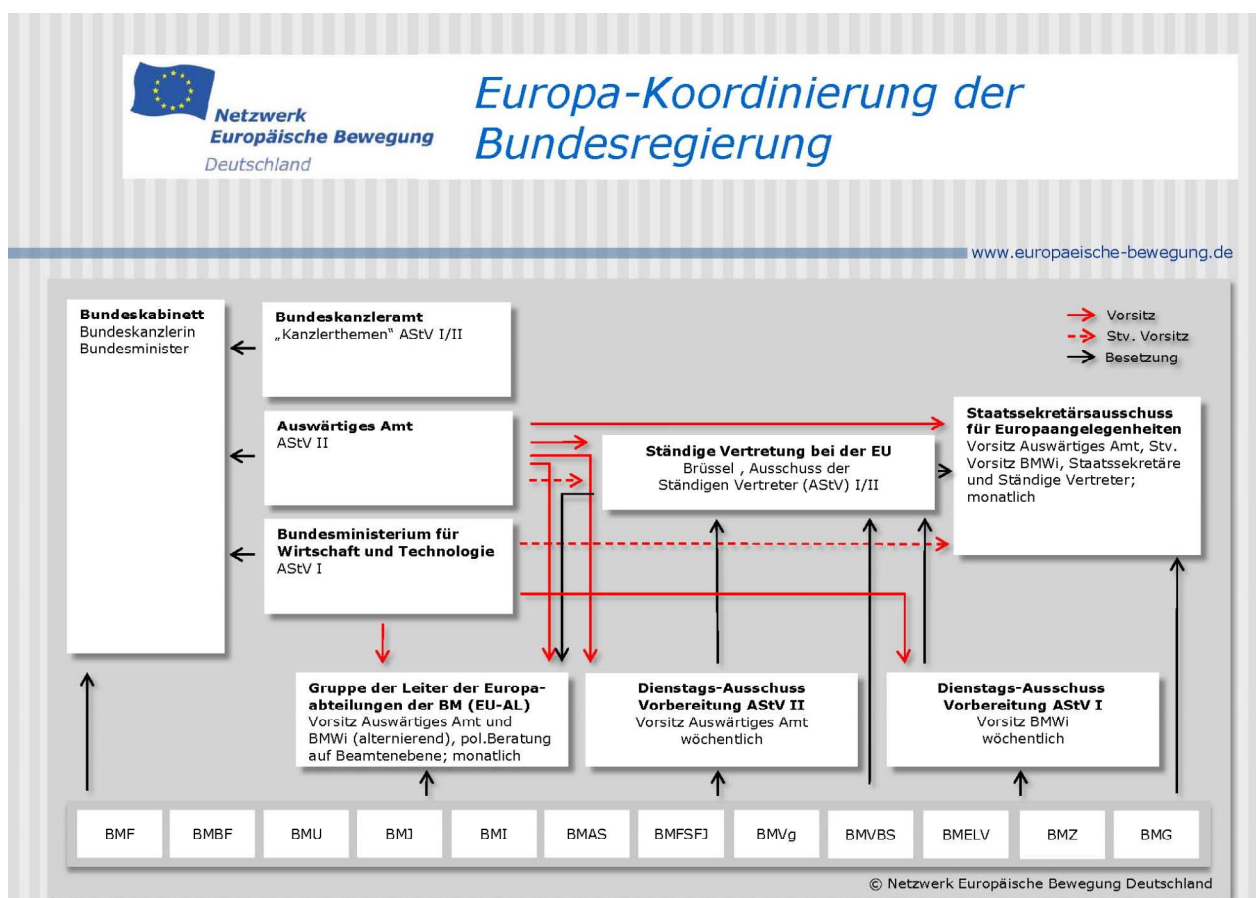 Netzwerk
Europäische Bewegung
Deutschland
Europa-Koordinierung der
Bundesregierung
www.europaeische-bewegung.de
Bundeskabinett
Bundeskanzlerin
Bundesminister
Bundeskanzleramt
„Kanzlerthemen“ AStV I/II
Vorsitz
Stv. Vorsitz
Besetzung
Auswärtiges Amt
AStV II
Ständige Vertretung bei der EU
Brüssel , Ausschuss der
Ständigen Vertreter (AStV) I/II
Staatssekretärsausschuss
für Europaangelegenheiten
Vorsitz Auswärtiges Amt, Stv.
Vorsitz BMWi, Staatssekretäre
und Ständige Vertreter;
monatlich
Bundesministerium für
Wirtschaft und Technologie
AStV I
Gruppe der Leiter der Europa-
abteilungen der BM (EU-AL)
Vorsitz Auswärtiges Amt und
BMWi (alternierend), pol.Beratung
auf Beamtenebene; monatlich
Dienstags-Ausschuss
Vorbereitung AStV II
Vorsitz Auswärtiges Amt
wöchentlich
Dienstags-Ausschuss
Vorbereitung AStV I
Vorsitz BMWi
wöchentlich
BMF BMBF BMU BMJ BMI BMAS BMFSFJ BMVg BMVBS BMELV BMZ BMG
© Netzwerk Europäische Bewegung Deutschland